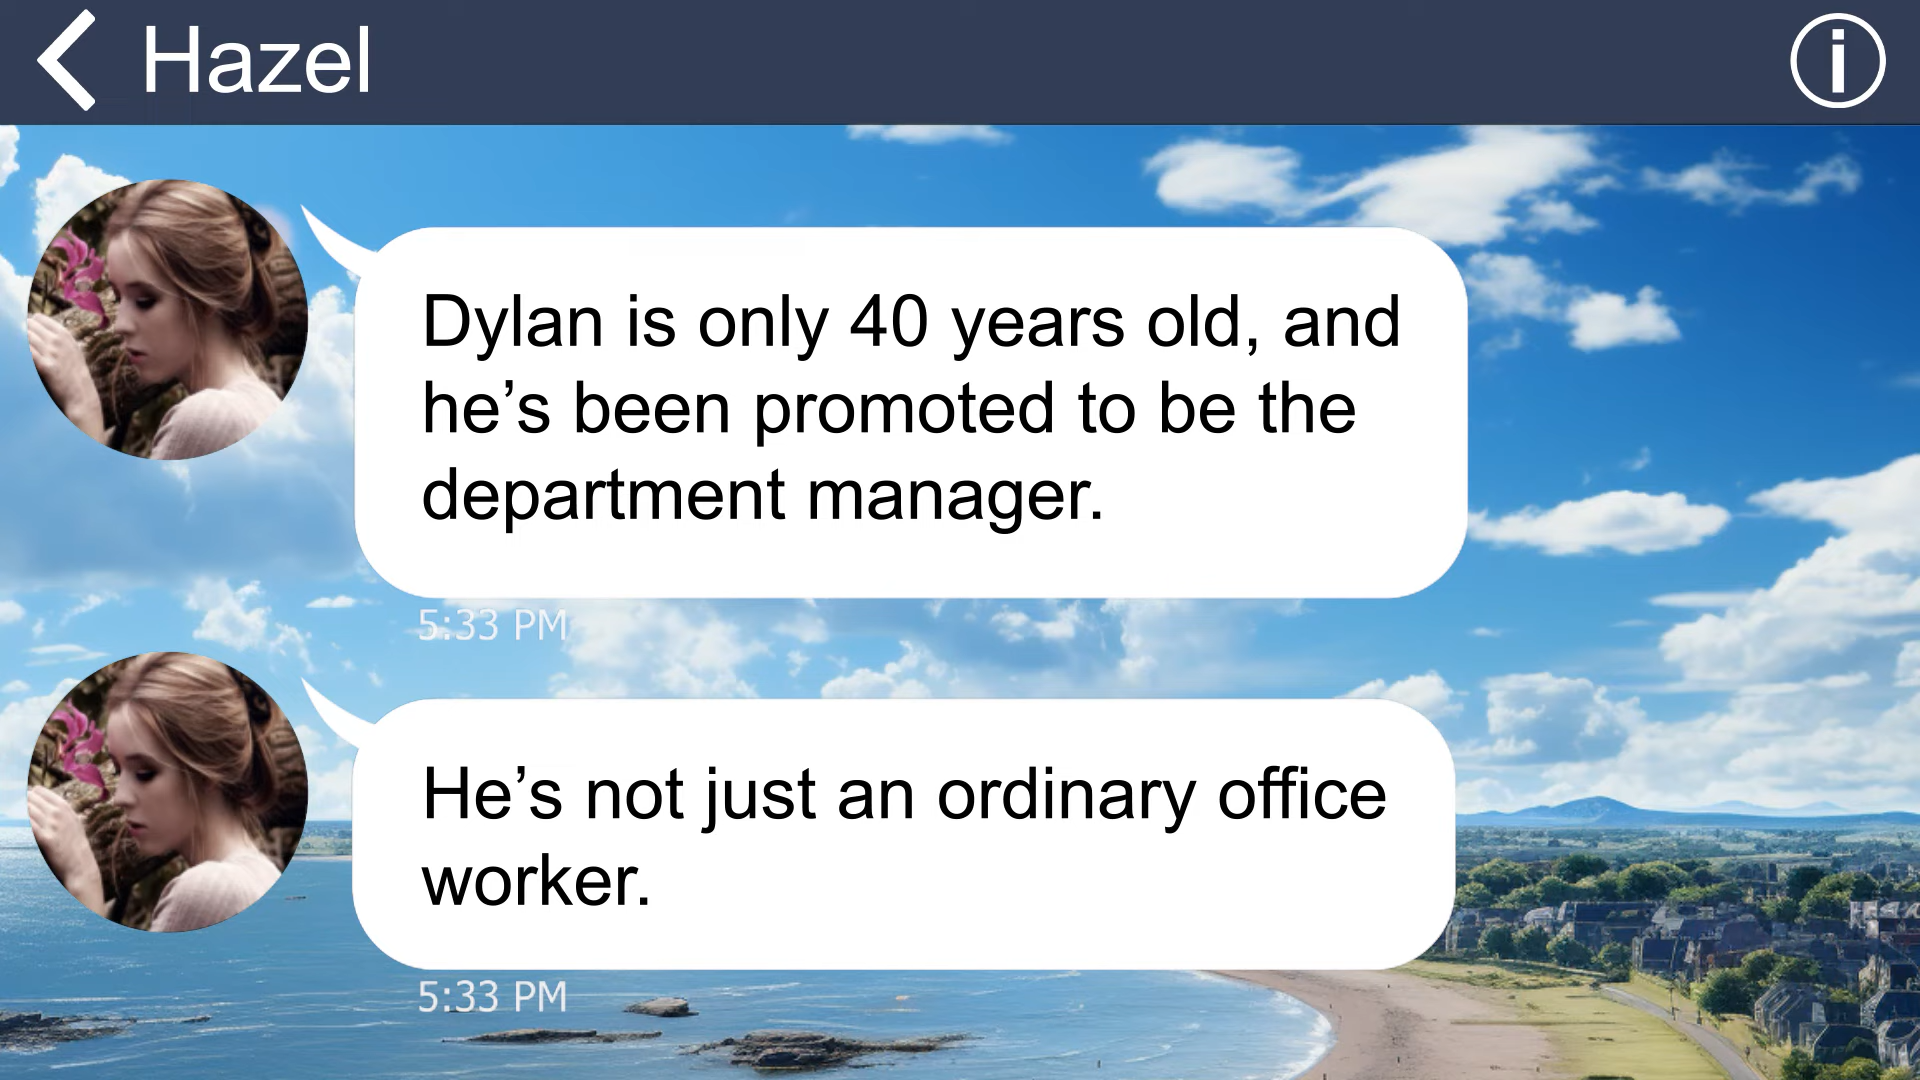 Hazel
Dylan is only 40 years old, and
he’s been promoted to be the
department manager.
5:33 PM
He’s not just an ordinary office
worker.
5:33 PM